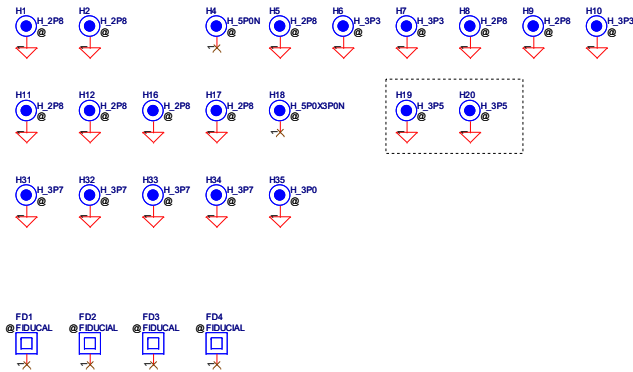 H1 H2 H4 H5 H6 H7 H8 H9 H10
H_2P8 H_2P8 H_5P0N H_2P8 H_3P3 H_3P3 H_2P8 H_2P8 H_3P3
@ @ @ @ @ @ @ @ @
H11 H12 H16 H17 H18 H19 H20
H_2P8 H_2P8 H_2P8 H_2P8 H_5P0X3P0N H_3P5 H_3P5
@ @ @ @ @ @ @
H31 H32 H33 H34 H35
H_3P7 H_3P7 H_3P7 H_3P7 H_3P0
@ @ @ @ @
FD1 FD2 FD3 FD4
@FIDUCAL @FIDUCIAL @FIDUCAL @FIDUCIAL